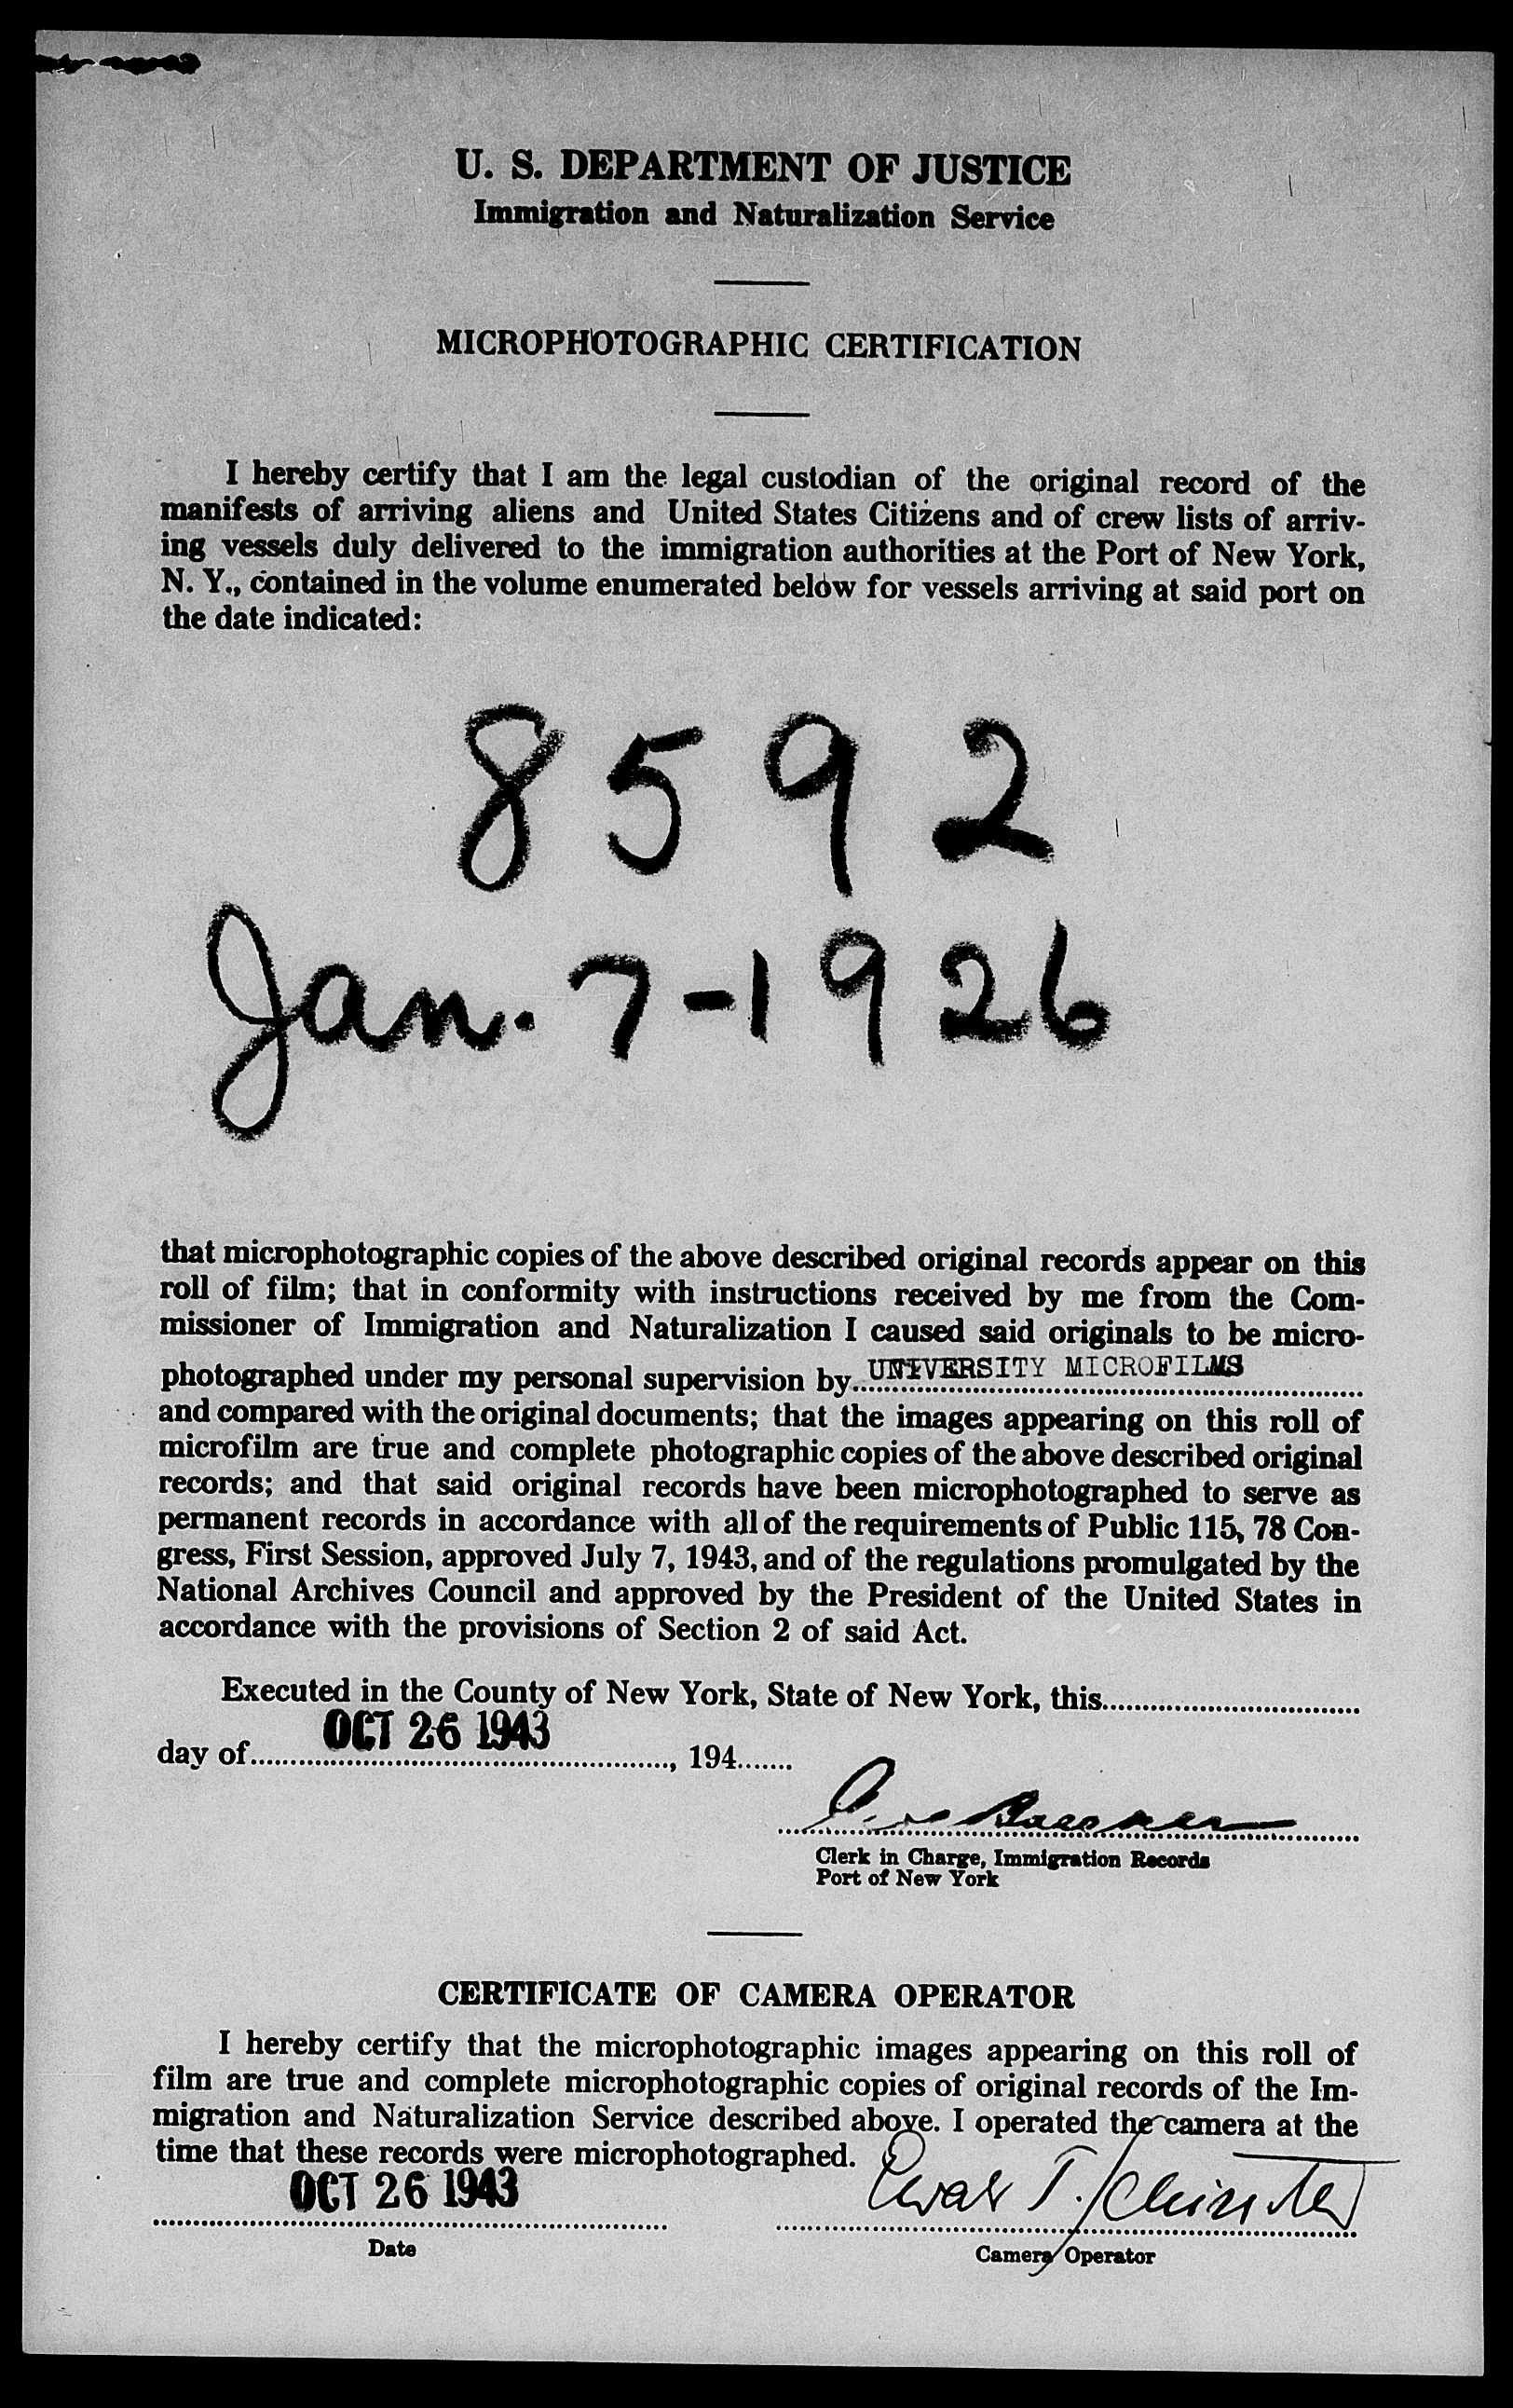 U. S. DEPARTMENT OF JUSTICE
Immigration and Naturalization Service
MICROPHOTOGRAPHIC CERTIFICATION
I hereby certify that I am the legal custodian of the original record of the
manifests of arriving aliens and United States Citizens and of crew lists of arriv-
ing vessels duly delivered to the immigration authorities at the Port of New York,
N. Y., contained in the volume enumerated below for vessels arriving at said port on
the date indicated:
8592
Jan. 7-1926
that microphotographic copies of the above described original records appear on this
roll of film; that in conformity with instructions received by me from the Com-
missioner of Immigration and Naturalization I caused said originals to be micro-
photographed under my personal supervision by UNIVERSITY MICROFILMS
and compared with the original documents; that the images appearing on this roll of
microfilm are true and complete photographic copies of the above described original
records; and that said original records have been microphotographed to serve as
permanent records in accordance with all of the requirements of Public 115, 78 Con-
gress, First Session, approved July 7, 1943, and of the regulations promulgated by the
National Archives Council and approved by the President of the United States in
accordance with the provisions of Section 2 of said Act.
Executed in the County of New York, State of New York, this
day of OCT 26 1943, 194
Clerk in Charge, Immigration Records
Port of New York
CERTIFICATE OF CAMERA OPERATOR
I hereby certify that the microphotographic images appearing on this roll of
film are true and complete microphotographic copies of original records of the Im-
migration and Naturalization Service described above. I operated the camera at the
time that these records were microphotographed.
OCT 26 1943
Date
Camera Operator